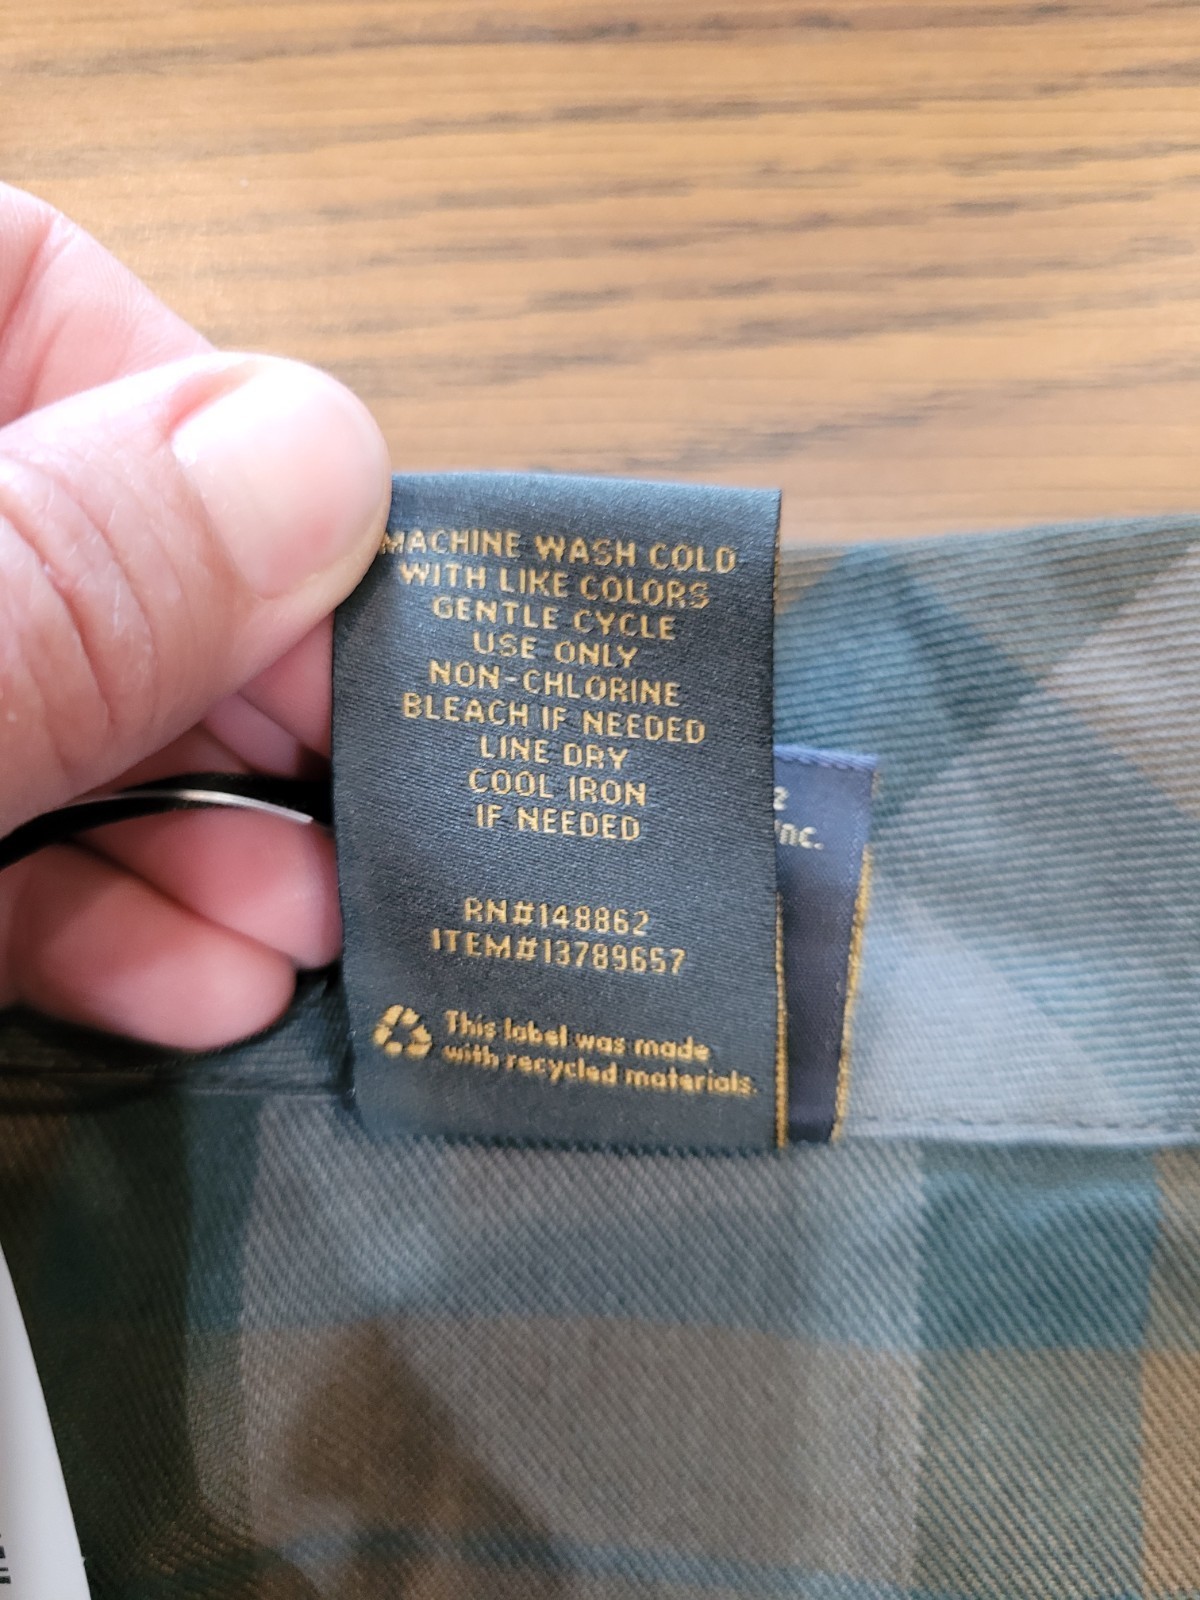 MACHINE WASH COLD
WITH LIKE COLORS
GENTLE CYCLE
USE ONLY
NON-CHLORINE
BLEACH IF NEEDED
LINE DRY
COOL IRON
IF NEEDED
RN#148862
ITEM#13789657
This label was made
with recycled materials.
Inc.